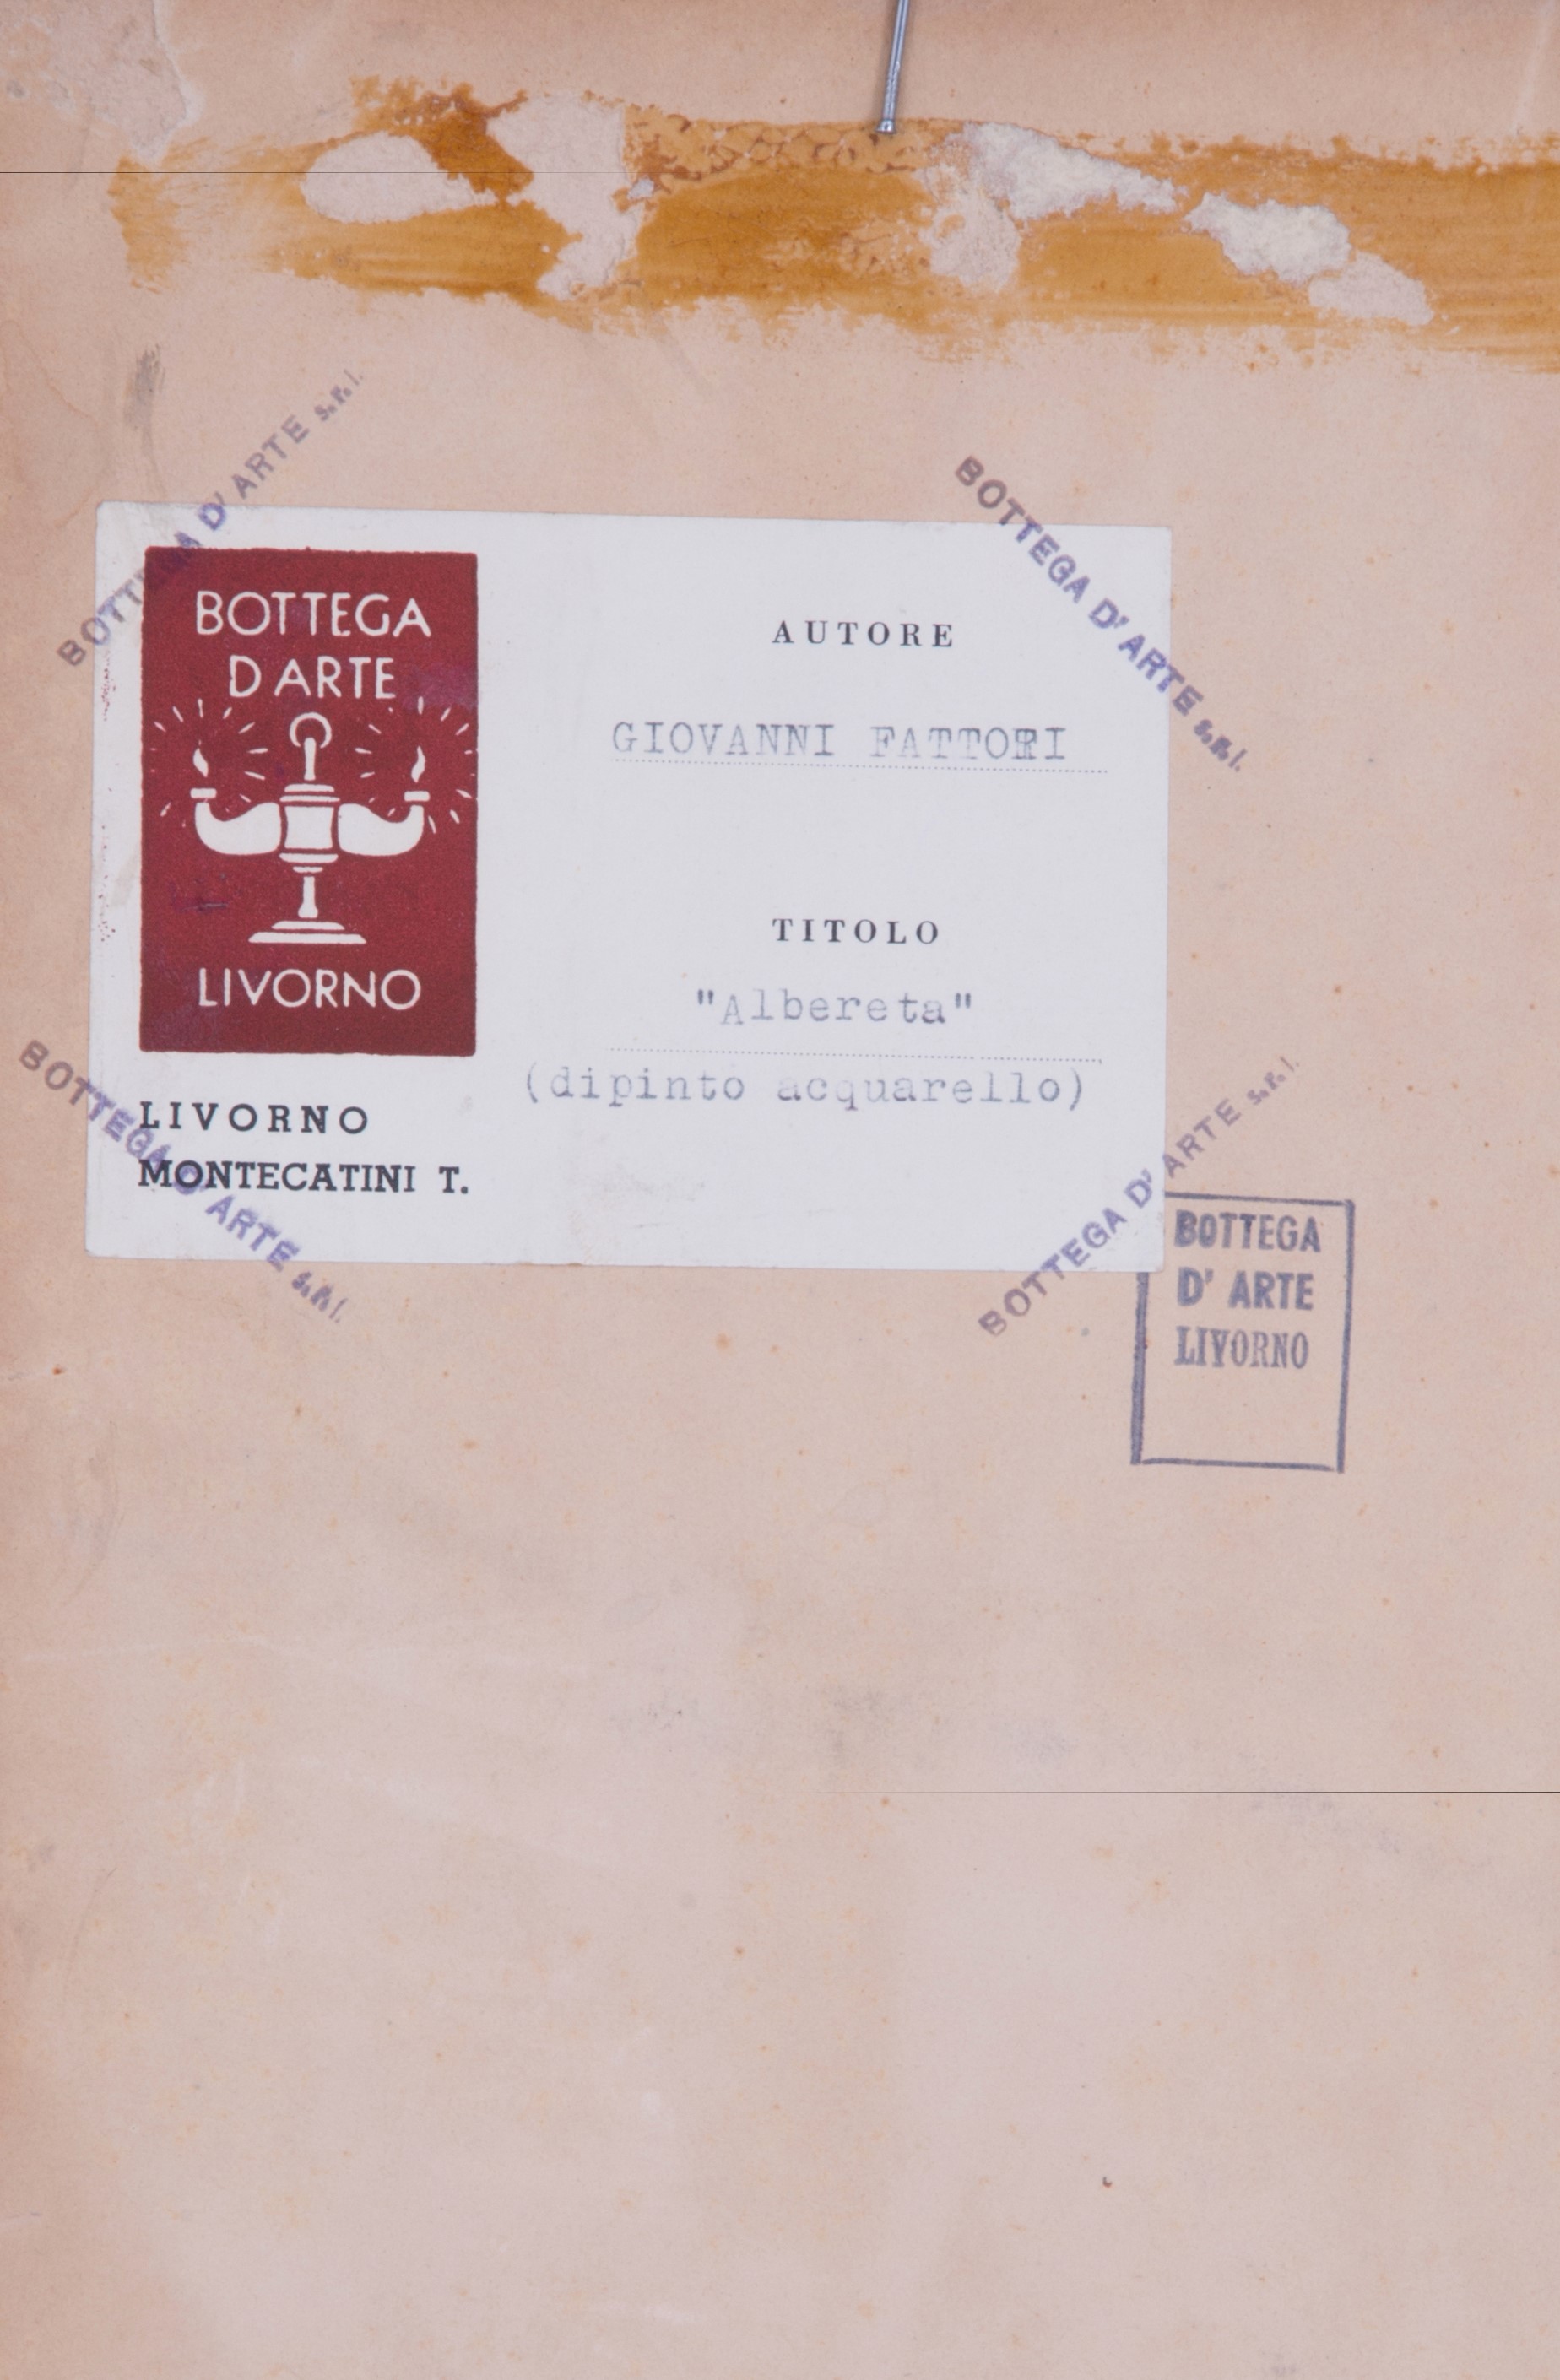 BOTTEGA D' ARTE s.r.l.
BOTTEGA D' ARTE s.r.l.
BOTTEGA
D ARTE
LIVORNO
LIVORNO
MONTECATINI T.
AUTORE
GIOVANNI FATTORI
TITOLO
"Albereta"
(dipinto acquarello)
BOTTEGA D' ARTE s.r.l.
BOTTEGA D' ARTE s.r.l.
BOTTEGA
D' ARTE
LIVORNO